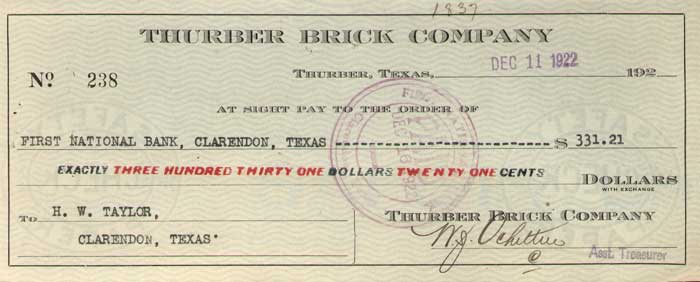 1837
THURBER BRICK COMPANY
DEC 11 1922
No. 238
THURBER, TEXAS, 192
AT SIGHT PAY TO THE ORDER OF
FIRST NATIONAL BANK, CLARENDON, TEXAS ------------------------ $ 331.21
EXACTLY THREE HUNDRED THIRTY ONE DOLLARS TWENTY ONE CENTS
DOLLARS
WITH EXCHANGE
TO H. W. TAYLOR,
CLARENDON, TEXAS.
THURBER BRICK COMPANY
Asst. Treasurer